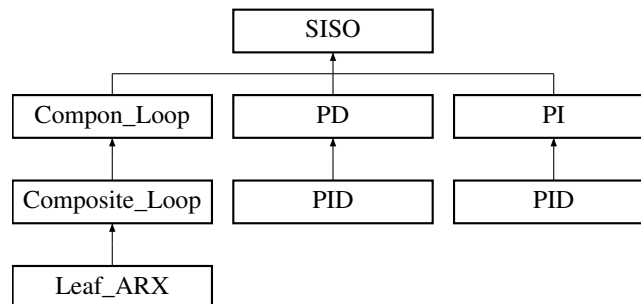 SISO
Compon_Loop
PD
PI
Composite_Loop
PID
PID
Leaf_ARX